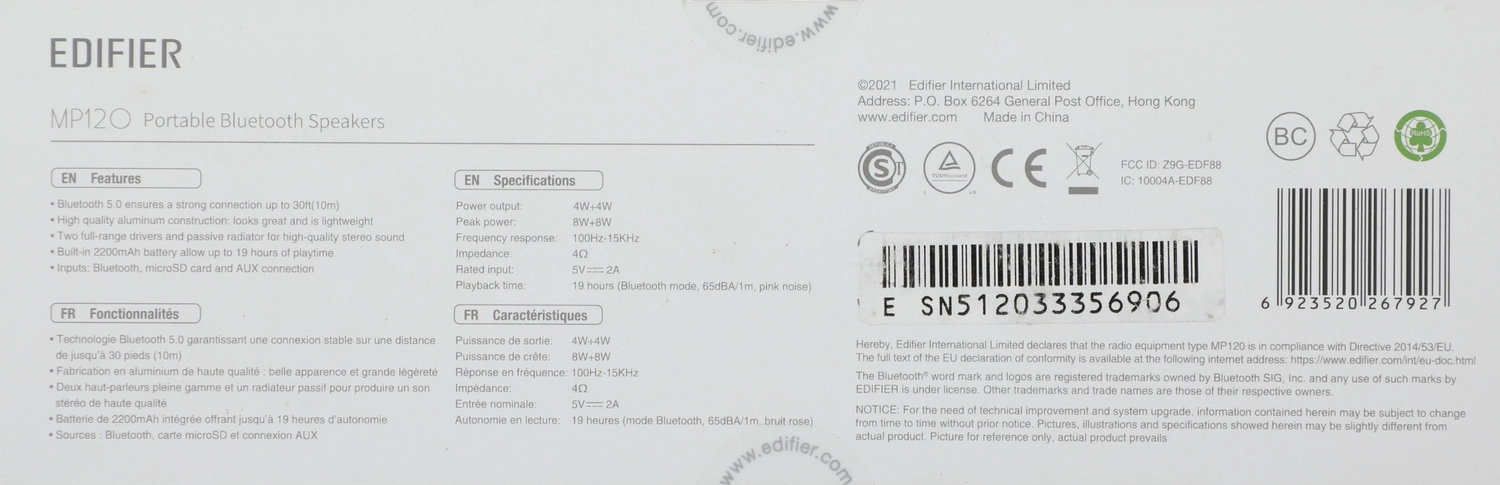 www.edifier.com
EDIFIER
MP120 Portable Bluetooth Speakers
EN Features
• Bluetooth 5.0 ensures a strong connection up to 30ft(10m)
• High quality aluminum construction: looks great and is lightweight
• Two full-range drivers and passive radiator for high-quality stereo sound
• Built-in 2200mAh battery allow up to 19 hours of playtime
• Inputs: Bluetooth, microSD card and AUX connection
FR Fonctionnalités
• Technologie Bluetooth 5.0 garantissant une connexion stable sur une distance
de jusqu'à 30 pieds (10m)
• Fabrication en aluminium de haute qualité : belle apparence et grande légèreté
• Deux haut-parleurs pleine gamme et un radiateur passif pour produire un son
stéréo de haute qualité
• Batterie de 2200mAh intégrée offrant jusqu'à 19 heures d'autonomie
• Sources : Bluetooth, carte microSD et connexion AUX
EN Specifications
Power output: 4W+4W
Peak power: 8W+8W
Frequency response: 100Hz-15KHz
Impedance: 4Ω
Rated input: 5V⎓2A
Playback time: 19 hours (Bluetooth mode, 65dBA/1m, pink noise)
FR Caractéristiques
Puissance de sortie: 4W+4W
Puissance de crête: 8W+8W
Réponse en fréquence: 100Hz-15KHz
Impédance: 4Ω
Entrée nominale: 5V⎓2A
Autonomie en lecture: 19 heures (mode Bluetooth, 65dBA/1m, bruit rose)
www.edifier.com
©2021 Edifier International Limited
Address: P.O. Box 6264 General Post Office, Hong Kong
www.edifier.com Made in China
TÜVRheinland
CE
FCC ID: Z9G-EDF88
IC: 10004A-EDF88
BC
RoHS
E SN512033356906
6 923520 267927
Hereby, Edifier International Limited declares that the radio equipment type MP120 is in compliance with Directive 2014/53/EU.
The full text of the EU declaration of conformity is available at the following internet address: https://www.edifier.com/int/eu-doc.html
The Bluetooth® word mark and logos are registered trademarks owned by Bluetooth SIG, Inc. and any use of such marks by
EDIFIER is under license. Other trademarks and trade names are those of their respective owners.
NOTICE: For the need of technical improvement and system upgrade, information contained herein may be subject to change
from time to time without prior notice. Pictures, illustrations and specifications showed herein may be slightly different from
actual product. Picture for reference only, actual product prevails